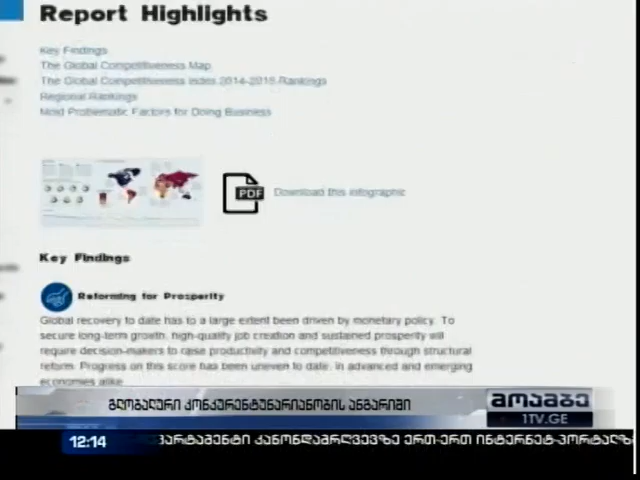 Report Highlights
Key Findings
The Global Competitiveness Map
The Global Competitiveness Index 2014-2015 Rankings
Regional Rankings
Most Problematic Factors for Doing Business
PDF
Download this infographic
Key Findings
Reforming for Prosperity
Global recovery to date has to a large extent been driven by monetary policy. To
secure long-term growth, high-quality job creation and sustained prosperity will
require decision-makers to raise productivity and competitiveness through structural
reform. Progress on this score has been uneven to date, in advanced and emerging
economies alike
გლობალური კონკურენტუნარიანობის ანგარიში
მოამბე
1TV.GE
12:14
პარტამენტი კანონდამრღვევზე ერთ-ერთ ინტერნეტ-პორტალზ